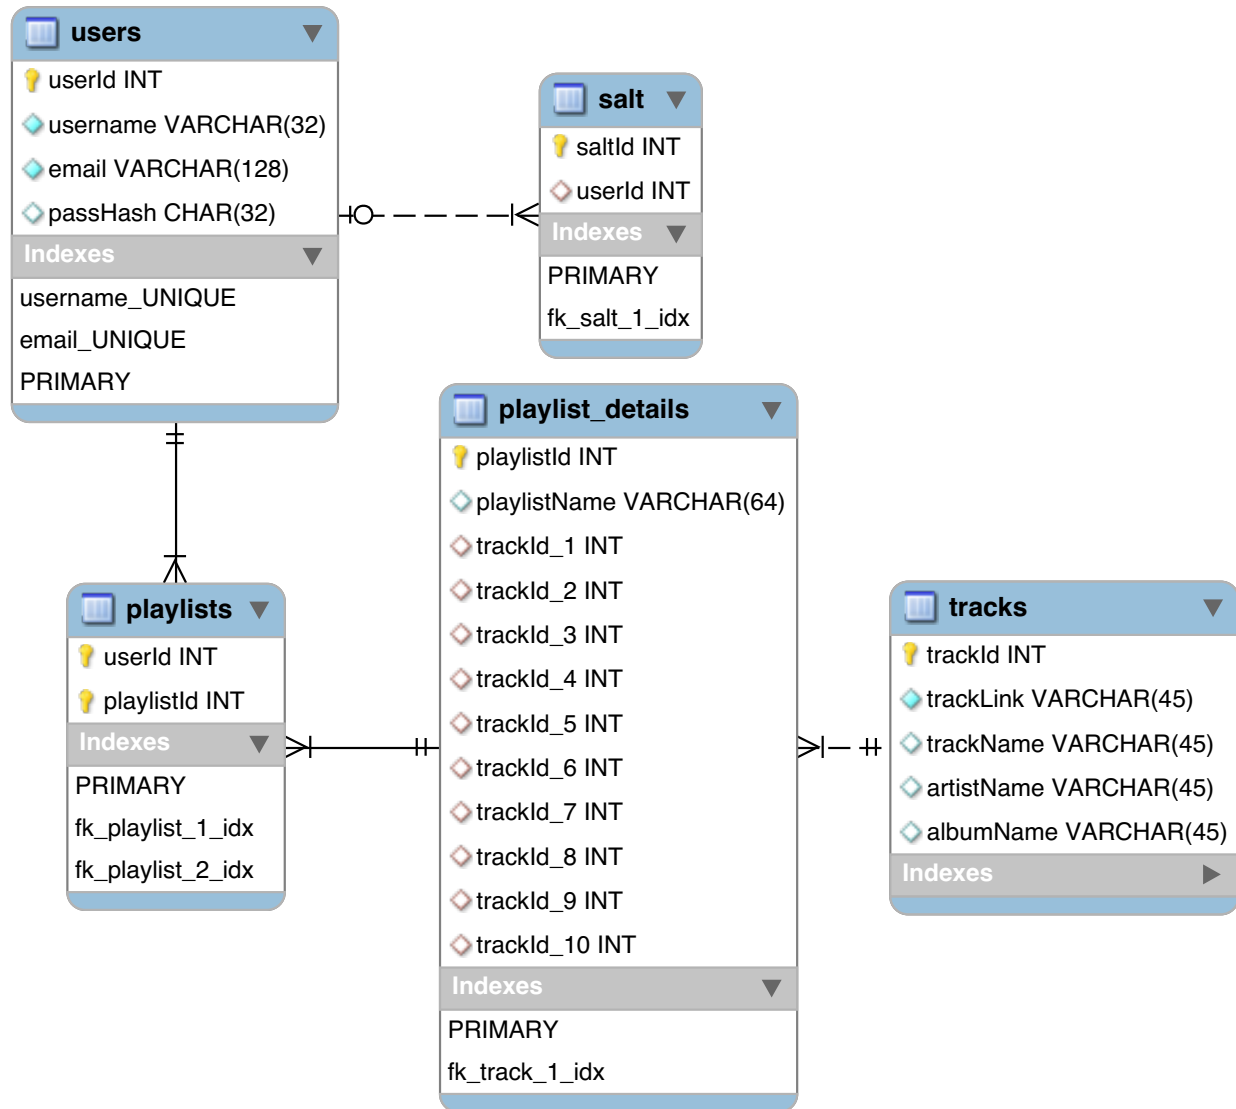 users
userId INT
username VARCHAR(32)
email VARCHAR(128)
passHash CHAR(32)
Indexes
username_UNIQUE
email_UNIQUE
PRIMARY
salt
saltId INT
userId INT
Indexes
PRIMARY
fk_salt_1_idx
playlist_details
playlistId INT
playlistName VARCHAR(64)
trackId_1 INT
trackId_2 INT
trackId_3 INT
trackId_4 INT
trackId_5 INT
trackId_6 INT
trackId_7 INT
trackId_8 INT
trackId_9 INT
trackId_10 INT
Indexes
PRIMARY
fk_track_1_idx
playlists
userId INT
playlistId INT
Indexes
PRIMARY
fk_playlist_1_idx
fk_playlist_2_idx
tracks
trackId INT
trackLink VARCHAR(45)
trackName VARCHAR(45)
artistName VARCHAR(45)
albumName VARCHAR(45)
Indexes